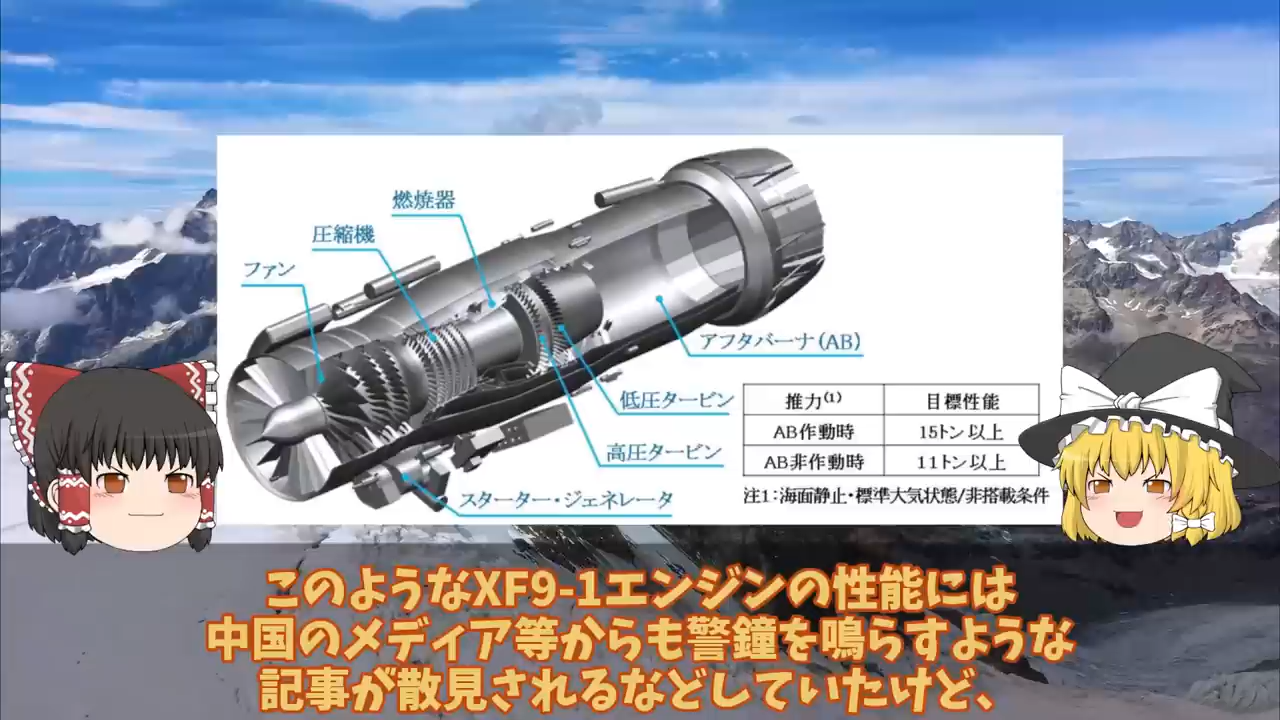 燃焼器
圧縮機
ファン
アフタバーナ(AB)
低圧タービン
高圧タービン
スターター・ジェネレータ
推力(1) 目標性能
AB作動時 15トン以上
AB非作動時 11トン以上
注1:海面静止・標準大気状態/非搭載条件
このようなXF9-1エンジンの性能には
中国のメディア等からも警鐘を鳴らすような
記事が散見されるなどしていたけど、